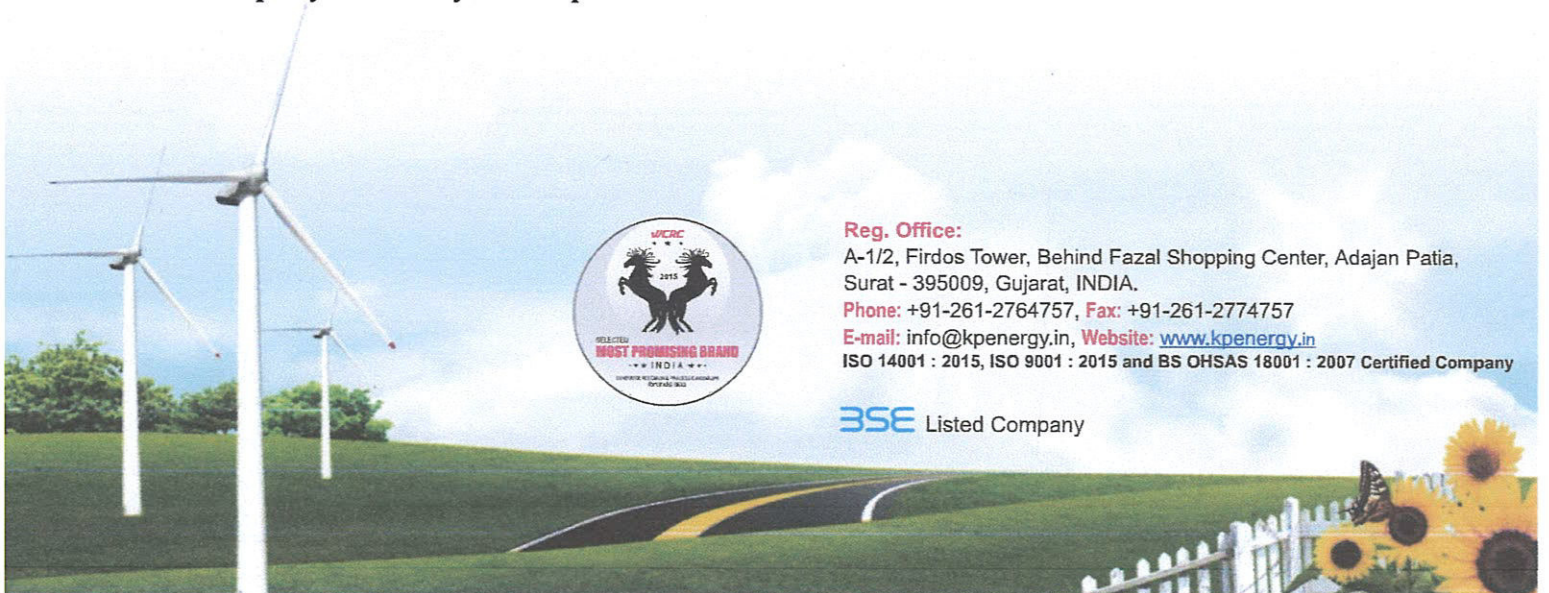 WCRC
2015
SELECTED
MOST PROMISING BRAND
INDIA
Reg. Office:
A-1/2, Firdos Tower, Behind Fazal Shopping Center, Adajan Patia,
Surat - 395009, Gujarat, INDIA.
Phone: +91-261-2764757, Fax: +91-261-2774757
E-mail: info@kpenergy.in, Website: www.kpenergy.in
ISO 14001 : 2015, ISO 9001 : 2015 and BS OHSAS 18001 : 2007 Certified Company
BSE Listed Company